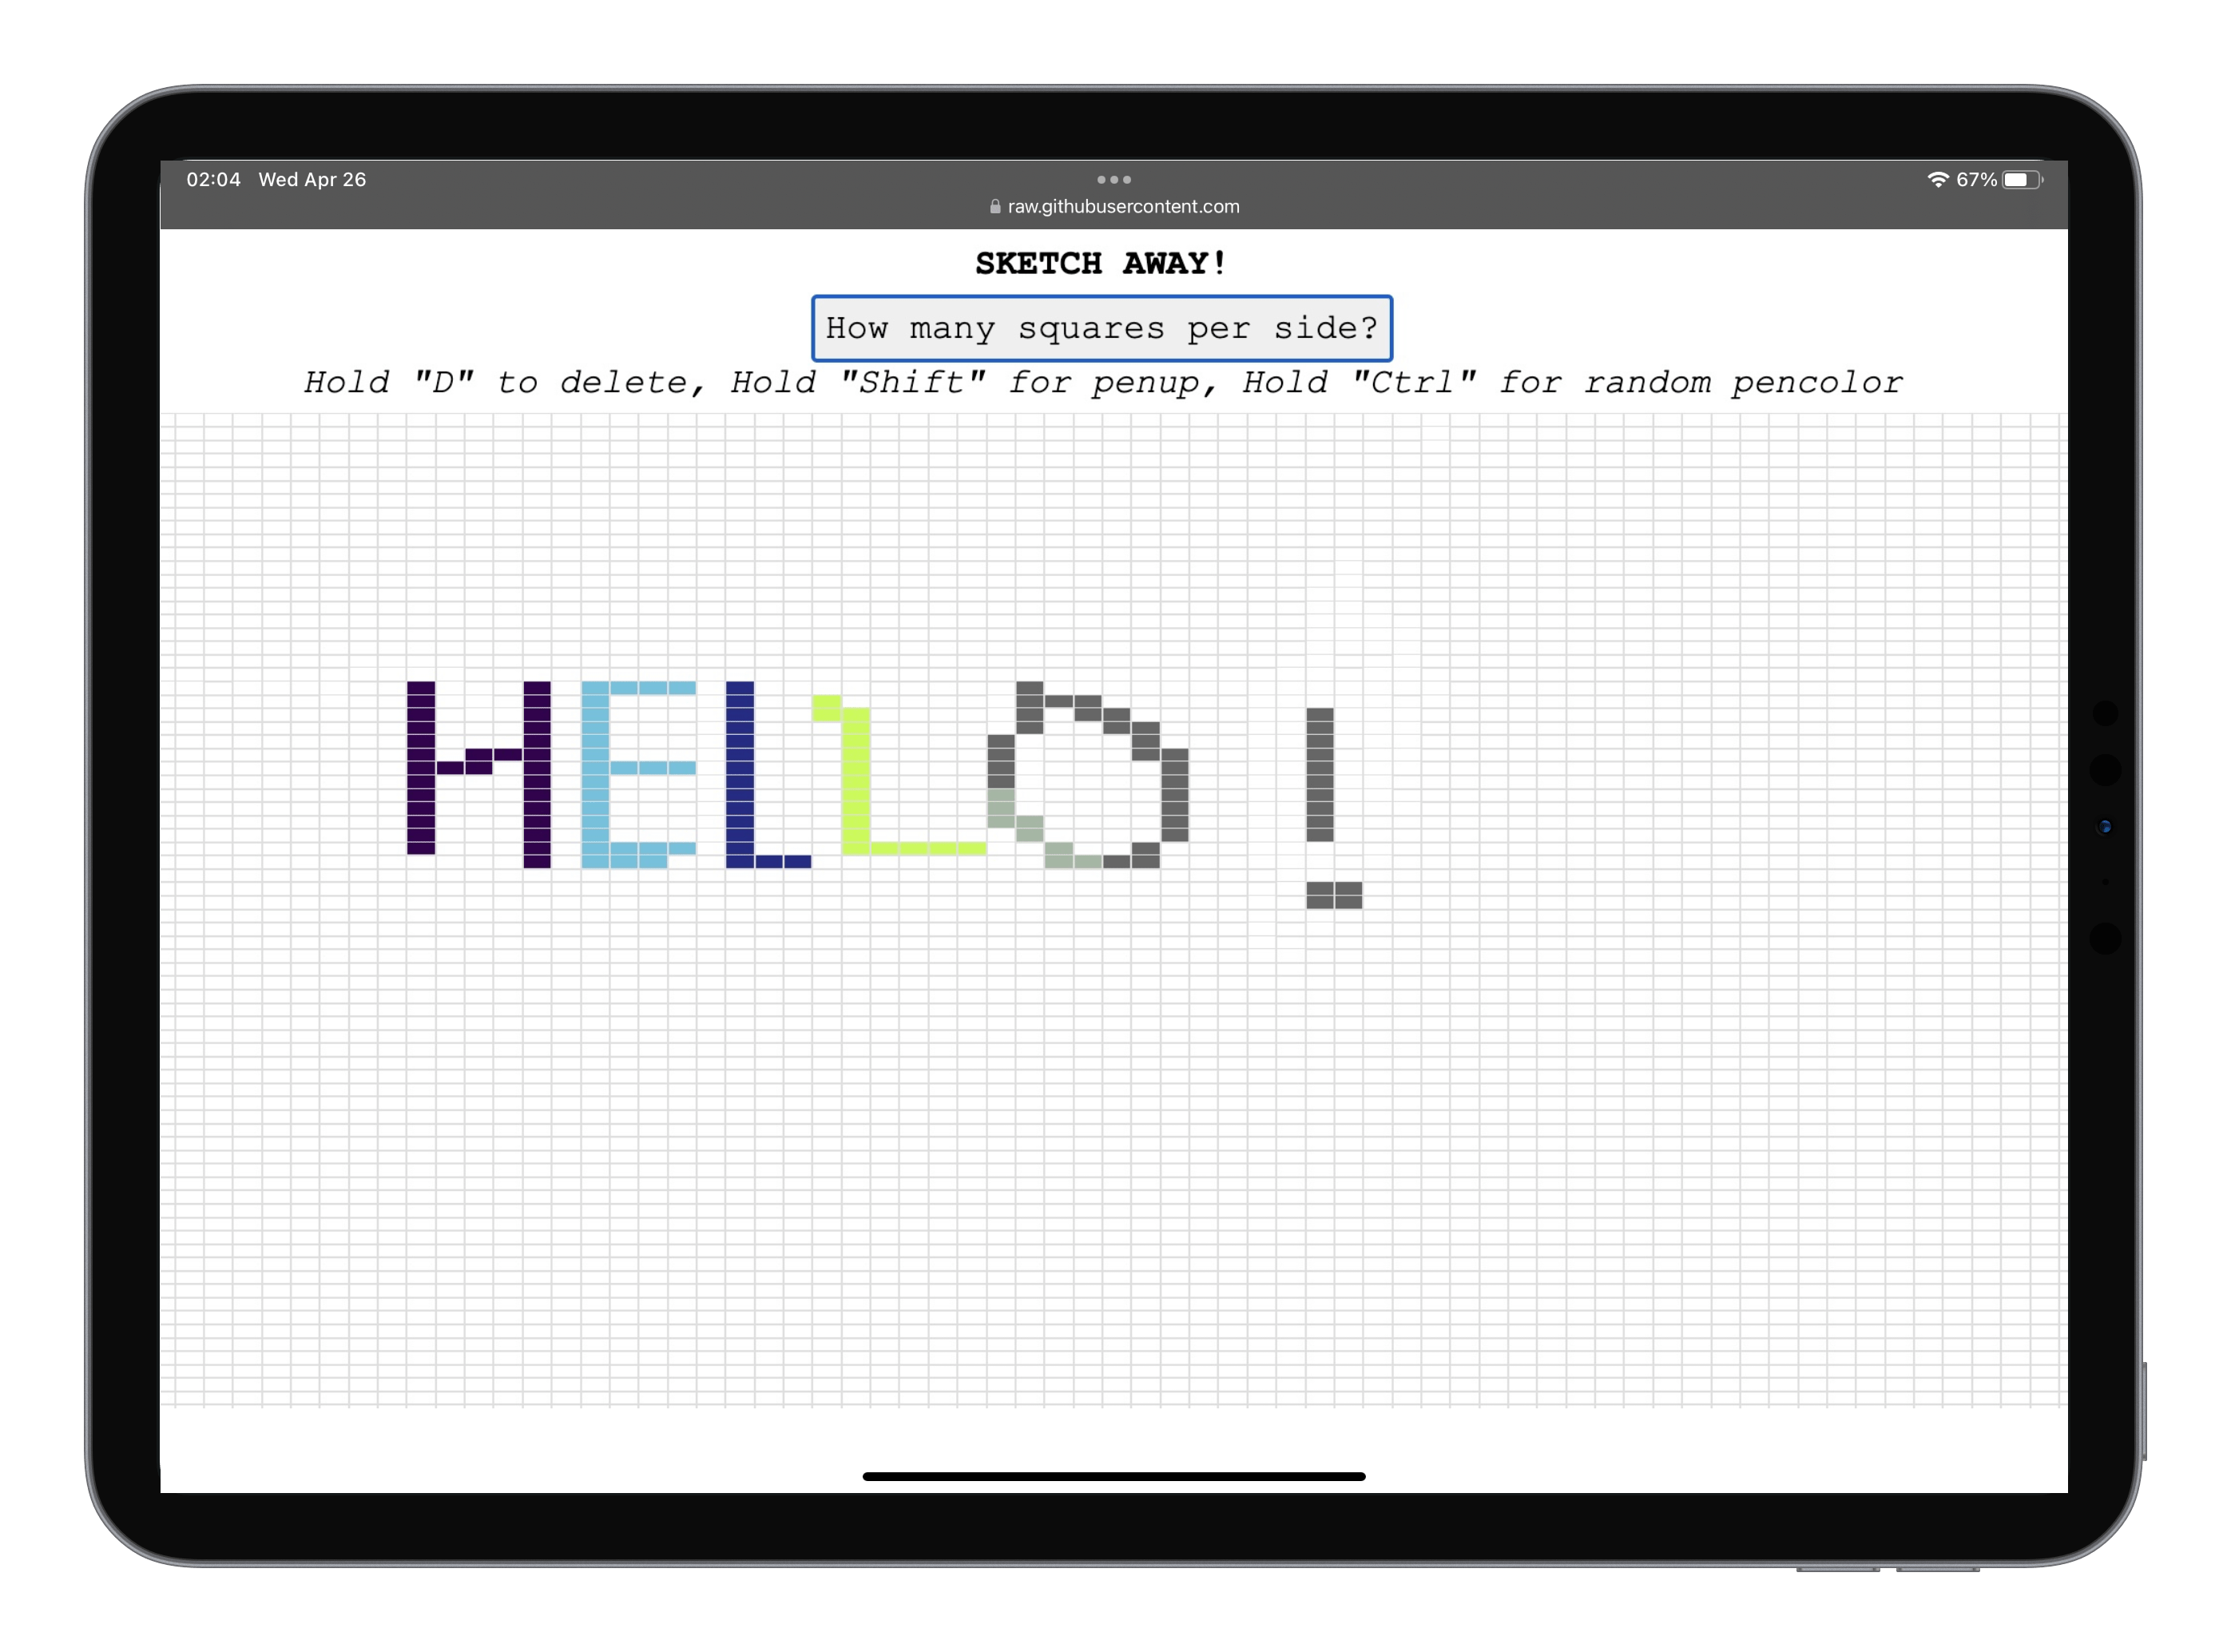 02:04 Wed Apr 26
67%
raw.githubusercontent.com
SKETCH AWAY!
How many squares per side?
Hold "D" to delete, Hold "Shift" for penup, Hold "Ctrl" for random pencolor
HELLO!